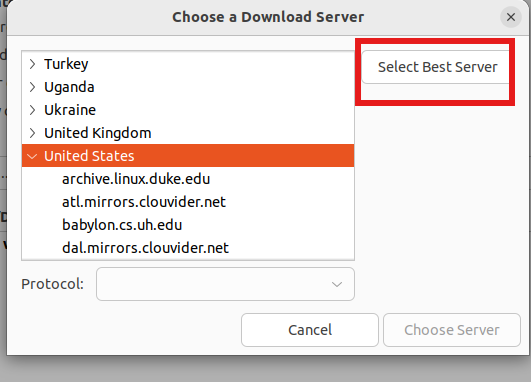 Choose a Download Server
Turkey
Uganda
Ukraine
United Kingdom
United States
archive.linux.duke.edu
atl.mirrors.clouvider.net
babylon.cs.uh.edu
dal.mirrors.clouvider.net
Select Best Server
Protocol:
Cancel
Choose Server